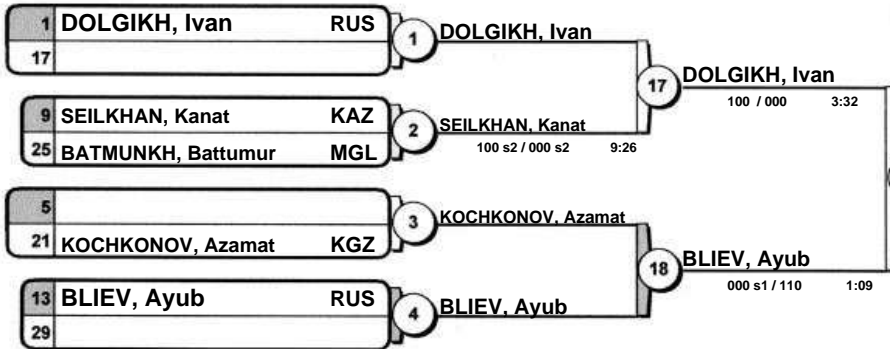 1 DOLGIKH, Ivan RUS
17
1 DOLGIKH, Ivan
9 SEILKHAN, Kanat KAZ
25 BATMUNKH, Battumur MGL
2 SEILKHAN, Kanat
100 s2 / 000 s2 9:26
17 DOLGIKH, Ivan
100 / 000 3:32
5
21 KOCHKONOV, Azamat KGZ
3 KOCHKONOV, Azamat
13 BLIEV, Ayub RUS
29
4 BLIEV, Ayub
18 BLIEV, Ayub
000 s1 / 110 1:09